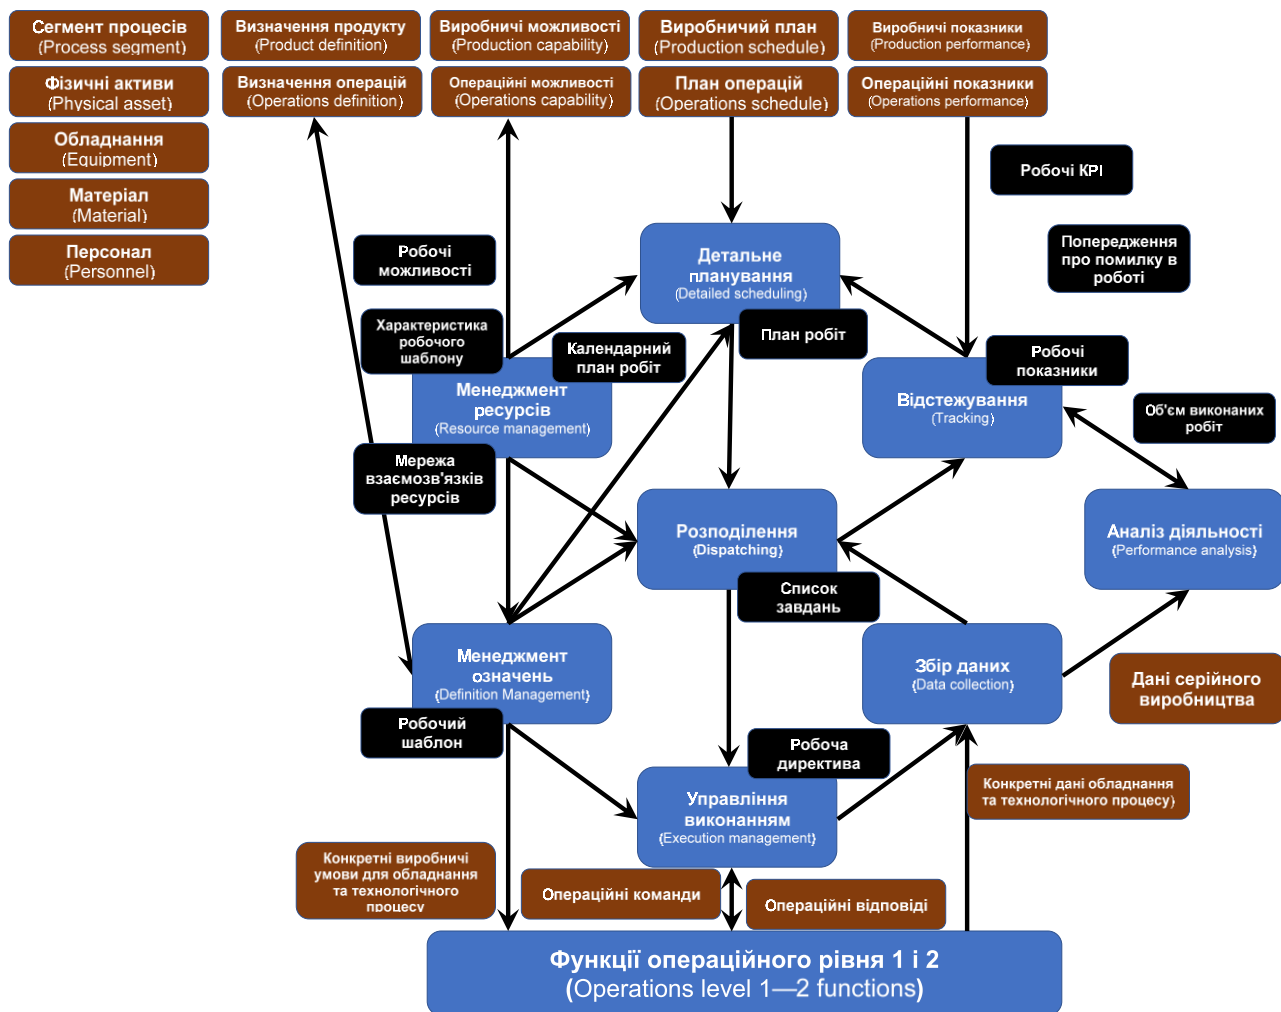 Сегмент процесів
(Process segment)
Визначення продукту
(Product definition)
Виробничі можливості
(Production capability)
Виробничий план
(Production schedule)
Виробничі показники
(Production performance)
Фізичні активи
(Physical asset)
Визначення операцій
(Operations definition)
Операційні можливості
(Operations capability)
План операцій
(Operations schedule)
Операційні показники
(Operations performance)
Обладнання
(Equipment)
Матеріал
(Material)
Персонал
(Personnel)
Робочі KPI
Попередження
про помилку в
роботі
Робочі
можливості
Детальне
планування
(Detailed scheduling)
Характеристика
робочого
шаблону
Календарний
план робіт
План робіт
Робочі
показники
Менеджмент
ресурсів
(Resource management)
Відстежування
(Tracking)
Об'єм виконаних
робіт
Мережа
взаємозв'язків
ресурсів
Розподілення
(Dispatching)
Аналіз діяльності
(Performance analysis)
Список
завдань
Менеджмент
означень
(Definition Management)
Збір даних
(Data collection)
Дані серійного
виробництва
Робочий
шаблон
Робоча
директива
Конкретні дані обладнання
та технологічного процесу)
Управління
виконанням
(Execution management)
Конкретні виробничі
умови для обладнання
та технологічного
процесу
Операційні команди
Операційні відповіді
Функції операційного рівня 1 і 2
(Operations level 1—2 functions)